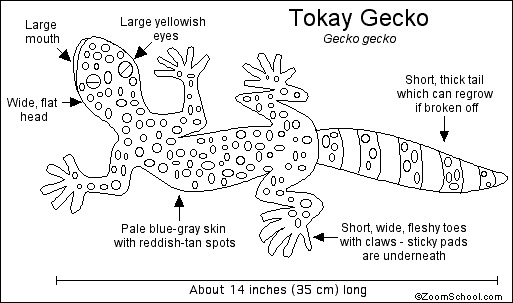 Tokay Gecko
Gecko gecko
Large
mouth
Large yellowish
eyes
Wide, flat
head
Short, thick tail
which can regrow
if broken off
Pale blue-gray skin
with reddish-tan spots
Short, wide, fleshy toes
with claws - sticky pads
are underneath
About 14 inches (35 cm) long
©ZoomSchool.com